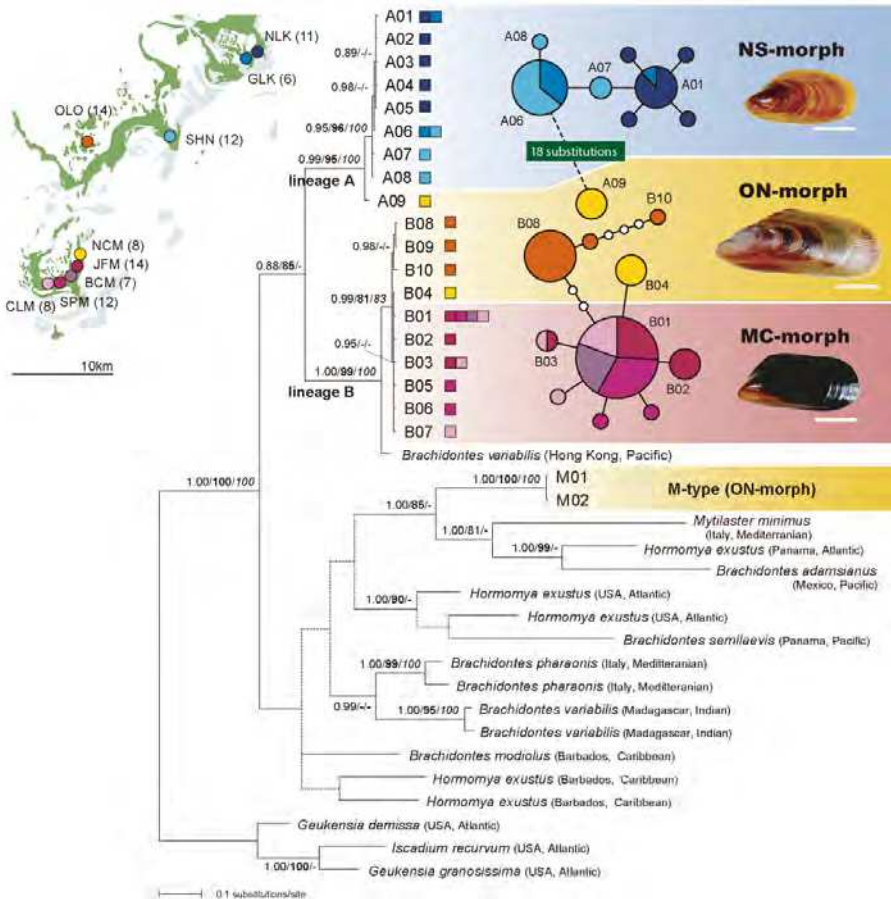 NLK (11)
GLK (6)
OLO (14)
SHN (12)
NCM (8)
JFM (14)
BCM (7)
CLM (8)
SPM (12)
10km
A01
A02
A03
A04
A05
A06
A07
A08
A09
B08
B09
B10
B04
B01
B02
B03
B05
B06
B07
0.89/-/-
0.98/-/-
0.95/96/100
0.99/95/100
lineage A
0.88/85/-
0.98/-/-
0.99/81/83
0.95/-/-
1.00/99/100
lineage B
A08
A07
A01
A06
18 substitutions
NS-morph
A09
B10
B08
B04
ON-morph
B01
B03
B02
MC-morph
Brachidontes variabilis (Hong Kong, Pacific)
1.00/100/100
1.00/100/100
M01
M02
M-type (ON-morph)
1.00/85/-
1.00/81/-
Mytilaster minimus
(Italy, Mediterranian)
1.00/99/-
Hormomya exustus (Panama, Atlantic)
Brachidontes adamsianus
(Mexico, Pacific)
Hormomya exustus (USA, Atlantic)
1.00/90/-
Hormomya exustus (USA, Atlantic)
Brachidontes semilaevis (Panama, Pacific)
1.00/99/100
Brachidontes pharaonis (Italy, Meditteranian)
Brachidontes pharaonis (Italy, Meditteranian)
0.99/-/-
1.00/95/100
Brachidontes variabilis (Madagascar, Indian)
Brachidontes variabilis (Madagascar, Indian)
Brachidontes modiolus (Barbados, Caribbean)
Hormomya exustus (Barbados, Caribbean)
Hormomya exustus (Barbados, Caribbean)
Geukensia demissa (USA, Atlantic)
Iscadium recurvum (USA, Atlantic)
1.00/100/-
Geukensia granosissima (USA, Atlantic)
0.1 substitutions/site